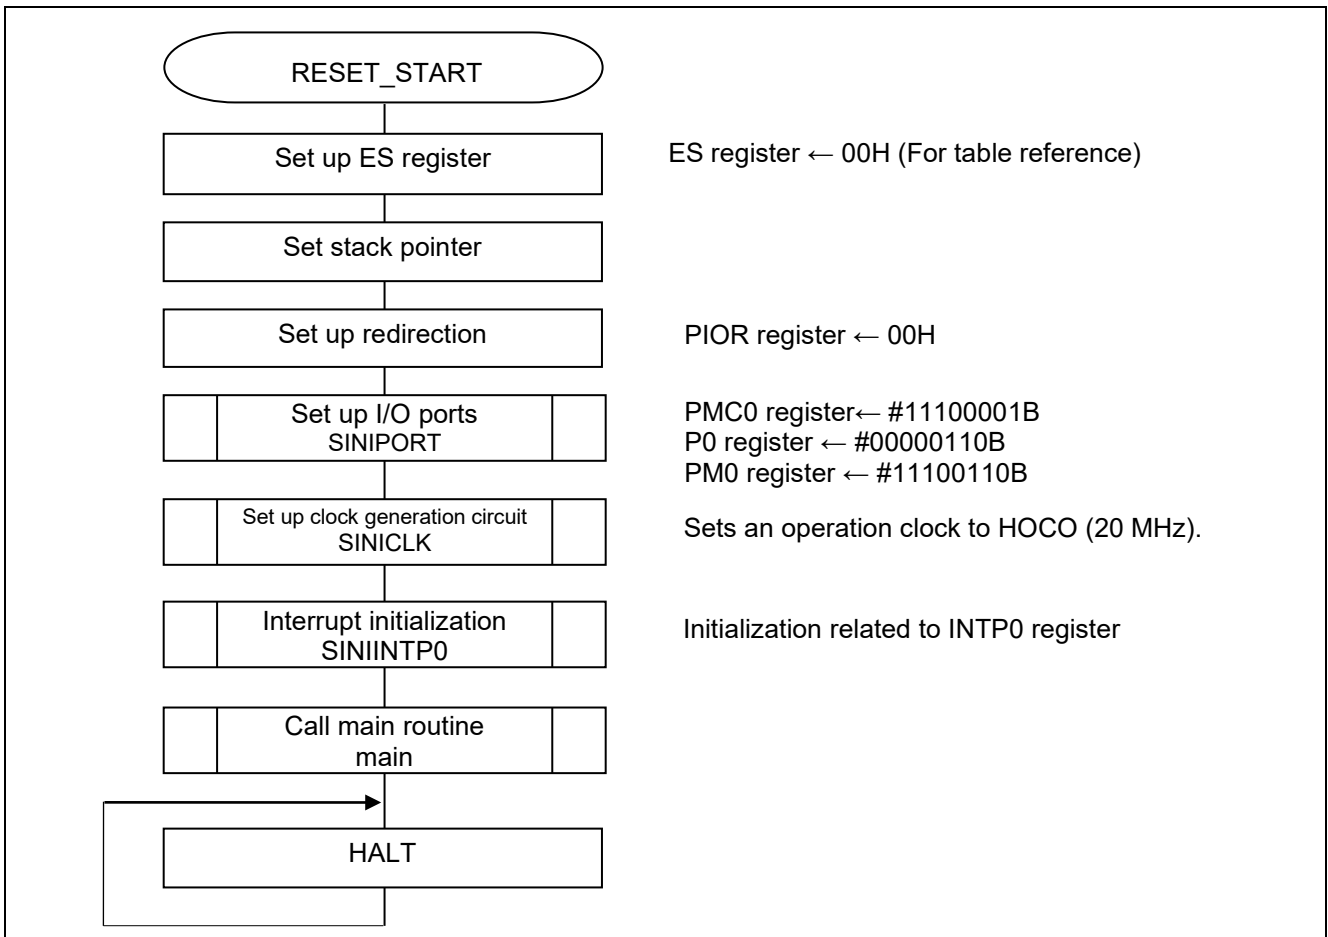 RESET_START
Set up ES register
ES register ← 00H (For table reference)
Set stack pointer
Set up redirection
PIOR register ← 00H
Set up I/O ports
SINIPORT
PMC0 register← #11100001B
P0 register ← #00000110B
PM0 register ← #11100110B
Set up clock generation circuit
SINICLK
Sets an operation clock to HOCO (20 MHz).
Interrupt initialization
SINIINTP0
Initialization related to INTP0 register
Call main routine
main
HALT